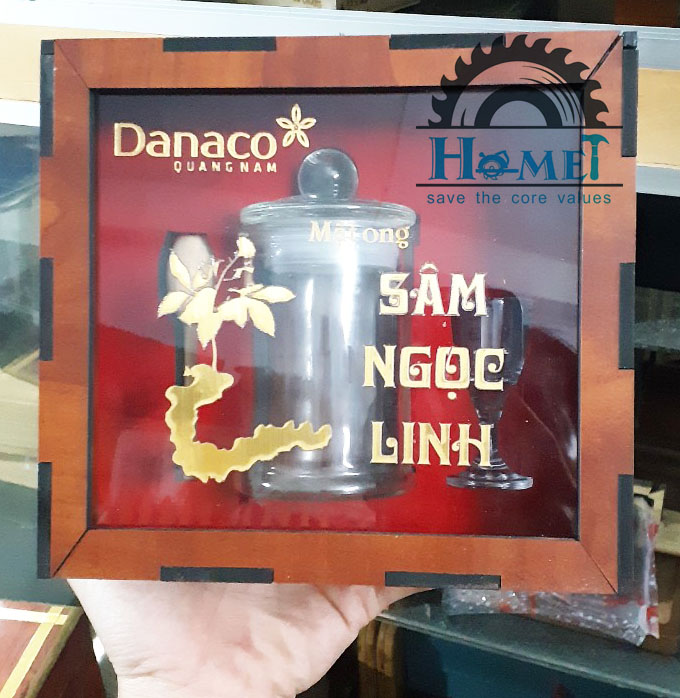 Danaco
QUANG NAM
HOMET
save the core values
Mật ong
SÂM
NGỌC
LINH